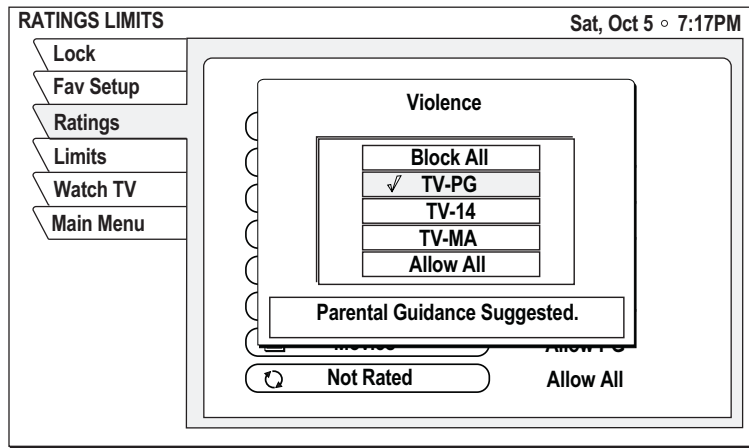 RATINGS LIMITS
Sat, Oct 5 ○ 7:17PM
Lock
Fav Setup
Ratings
Limits
Watch TV
Main Menu
Violence
Block All
✓ TV-PG
TV-14
TV-MA
Allow All
Parental Guidance Suggested.
Not Rated Allow All